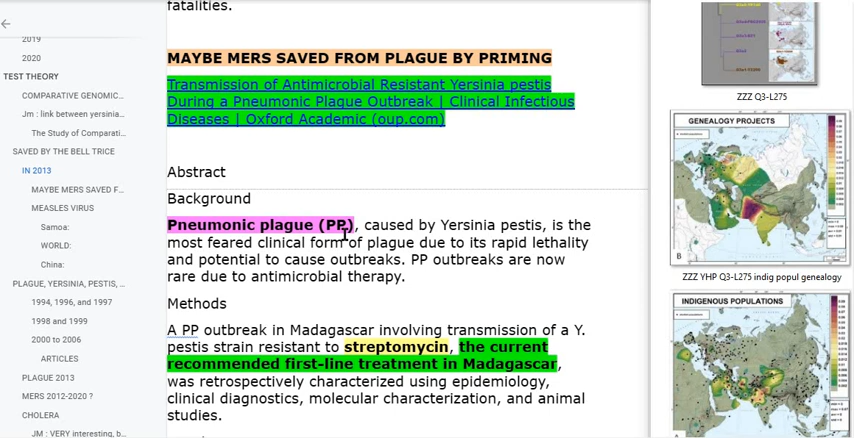 2019
2020
TEST THEORY
COMPARATIVE GENOMIC...
Jm : link between yersinia...
The Study of Comparati...
SAVED BY THE BELL TRICE
IN 2013
MAYBE MERS SAVED F...
MEASLES VIRUS
Samoa:
WORLD:
China:
PLAGUE, YERSINIA, PESTIS, ...
1994, 1996, and 1997
1998 and 1999
2000 to 2006
ARTICLES
PLAGUE 2013
MERS 2012-2020 ?
CHOLERA
JM : VERY interesting, b...
fatalities.
MAYBE MERS SAVED FROM PLAGUE BY PRIMING
Transmission of Antimicrobial Resistant Yersinia pestis
During a Pneumonic Plague Outbreak | Clinical Infectious
Diseases | Oxford Academic (oup.com)
Abstract
Background
Pneumonic plague (PP), caused by Yersinia pestis, is the
most feared clinical form of plague due to its rapid lethality
and potential to cause outbreaks. PP outbreaks are now
rare due to antimicrobial therapy.
Methods
A PP outbreak in Madagascar involving transmission of a Y.
pestis strain resistant to streptomycin, the current
recommended first-line treatment in Madagascar,
was retrospectively characterized using epidemiology,
clinical diagnostics, molecular characterization, and animal
studies.
ZZZ Q3-L275
GENEALOGY PROJECTS
B
ZZZ YHP Q3-L275 indig popul genealogy
INDIGENOUS POPULATIONS
A